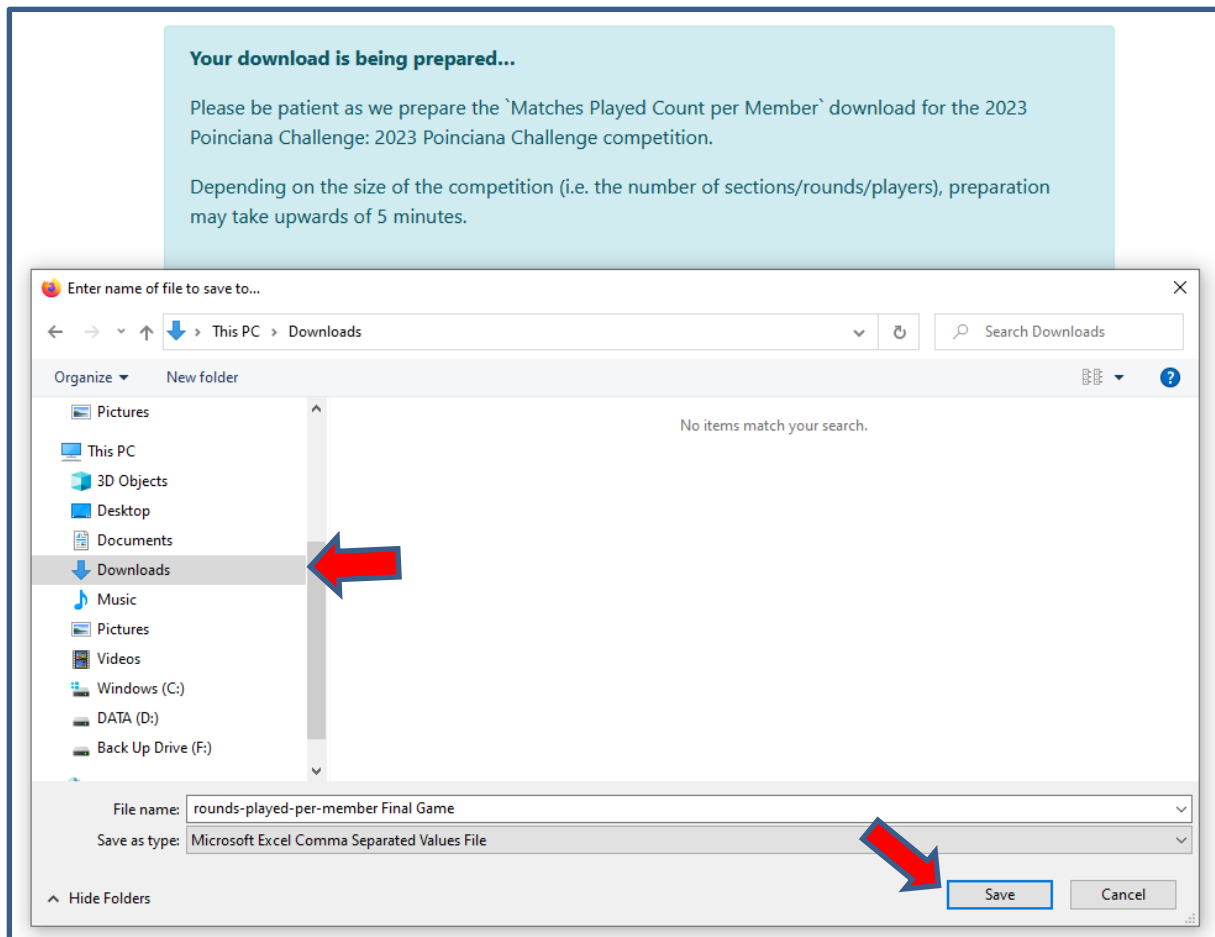 Your download is being prepared...
Please be patient as we prepare the `Matches Played Count per Member` download for the 2023
Poinciana Challenge: 2023 Poinciana Challenge competition.
Depending on the size of the competition (i.e. the number of sections/rounds/players), preparation
may take upwards of 5 minutes.
Enter name of file to save to...
This PC > Downloads
Search Downloads
Organize
New folder
Pictures
No items match your search.
This PC
3D Objects
Desktop
Documents
Downloads
Music
Pictures
Videos
Windows (C:)
DATA (D:)
Back Up Drive (F:)
File name: rounds-played-per-member Final Game
Save as type: Microsoft Excel Comma Separated Values File
Hide Folders
Save
Cancel